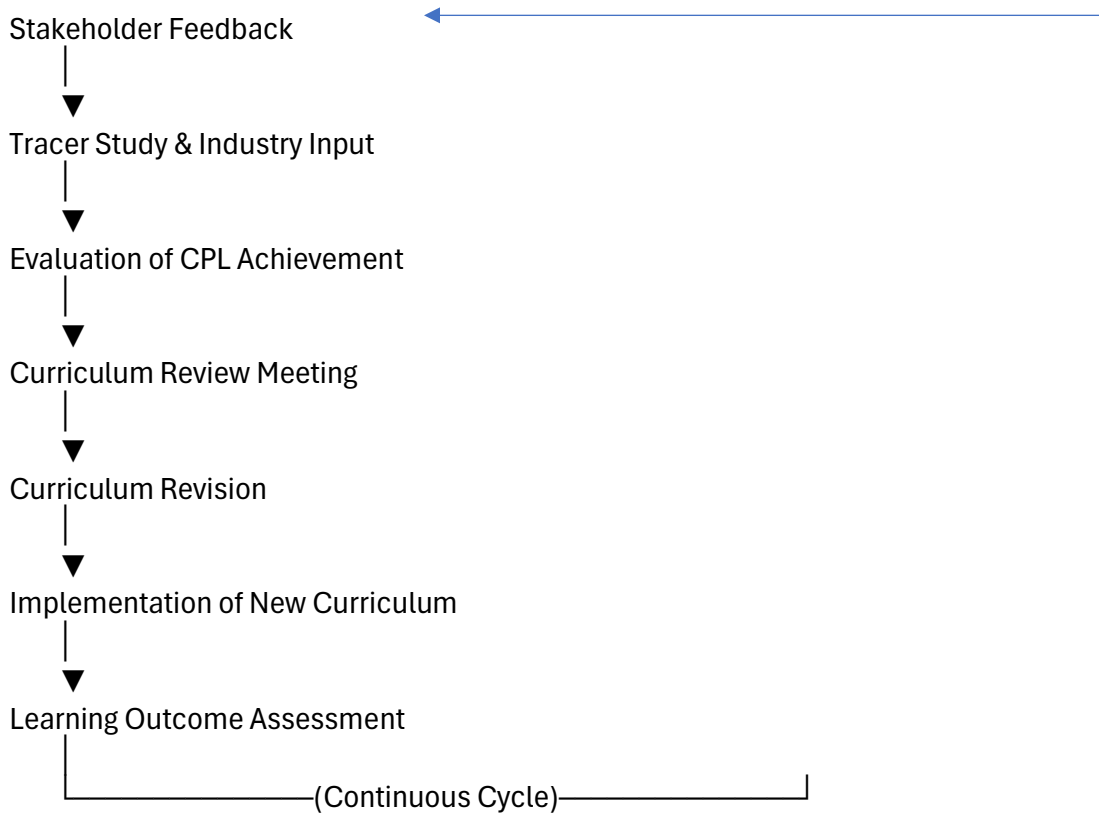 Stakeholder Feedback
Tracer Study & Industry Input
Evaluation of CPL Achievement
Curriculum Review Meeting
Curriculum Revision
Implementation of New Curriculum
Learning Outcome Assessment
(Continuous Cycle)